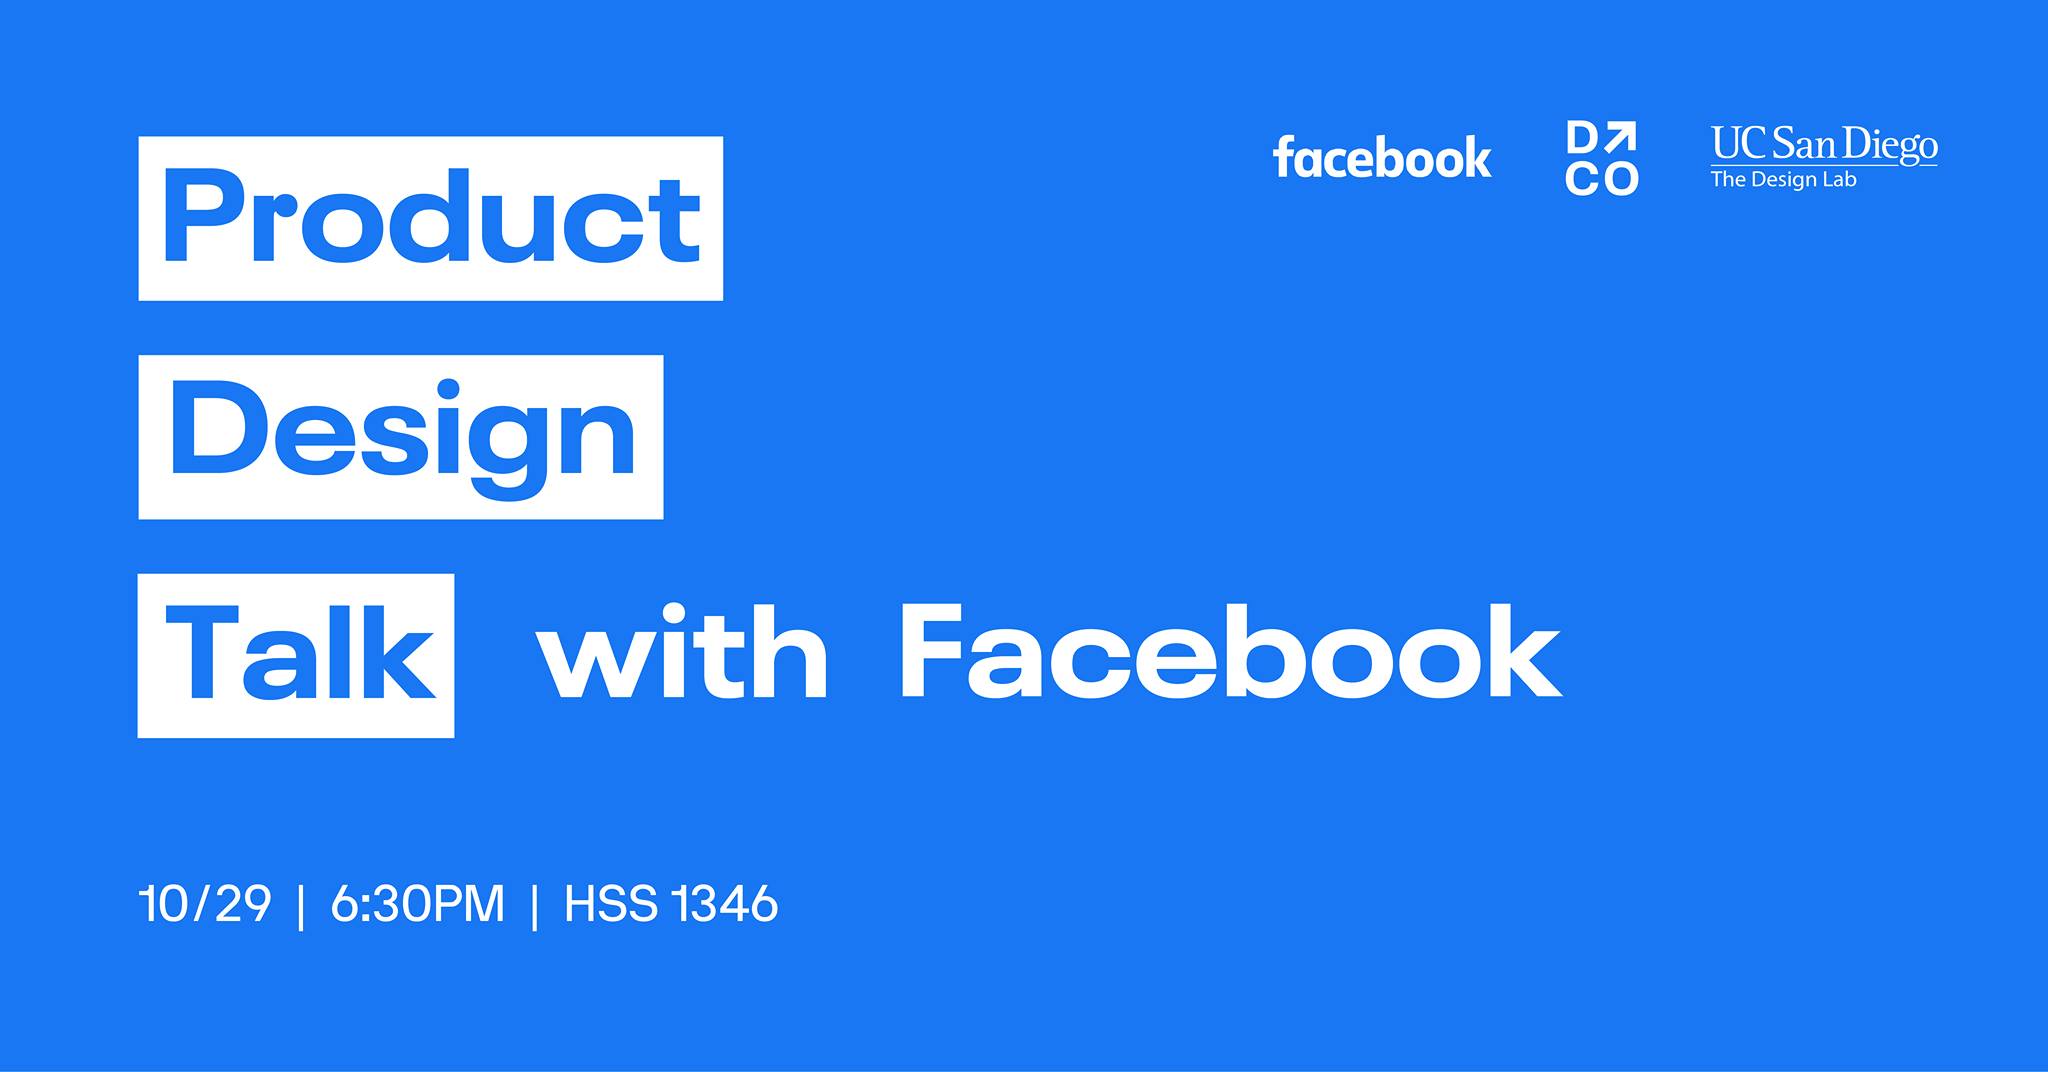 Product
Design
Talk with Facebook
facebook
D↗
CO
UC San Diego
The Design Lab
10/29 | 6:30PM | HSS 1346